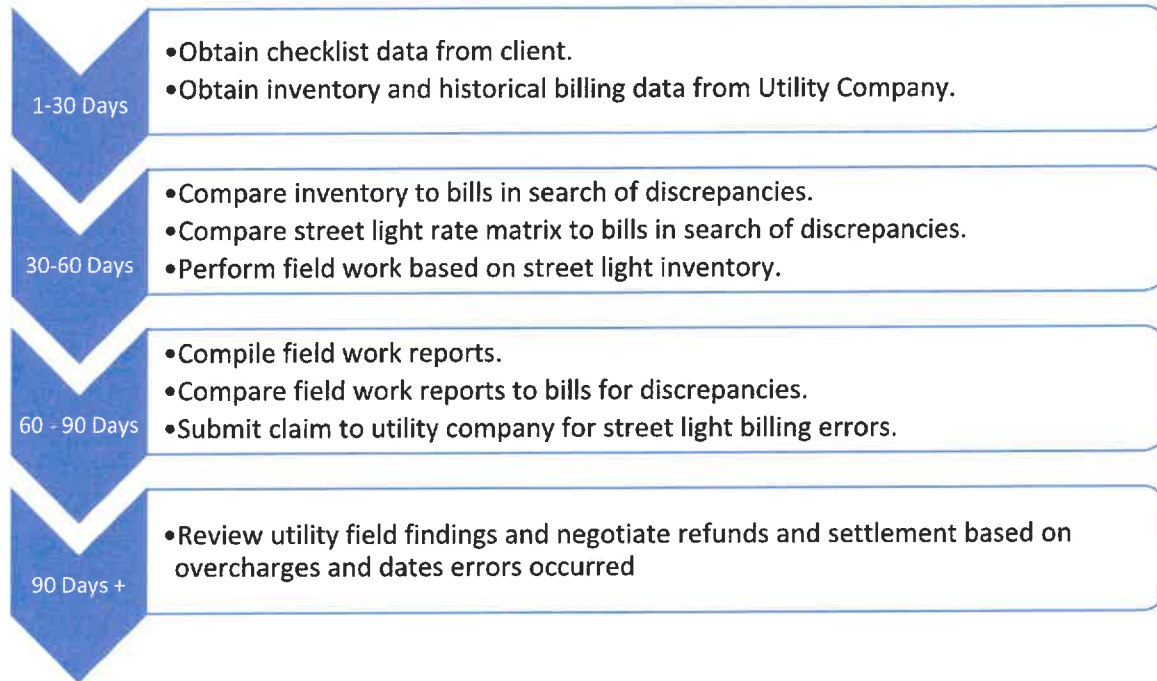 1-30 Days
•Obtain checklist data from client.
•Obtain inventory and historical billing data from Utility Company.
30-60 Days
•Compare inventory to bills in search of discrepancies.
•Compare street light rate matrix to bills in search of discrepancies.
•Perform field work based on street light inventory.
60 - 90 Days
•Compile field work reports.
•Compare field work reports to bills for discrepancies.
•Submit claim to utility company for street light billing errors.
90 Days +
•Review utility field findings and negotiate refunds and settlement based on
overcharges and dates errors occurred